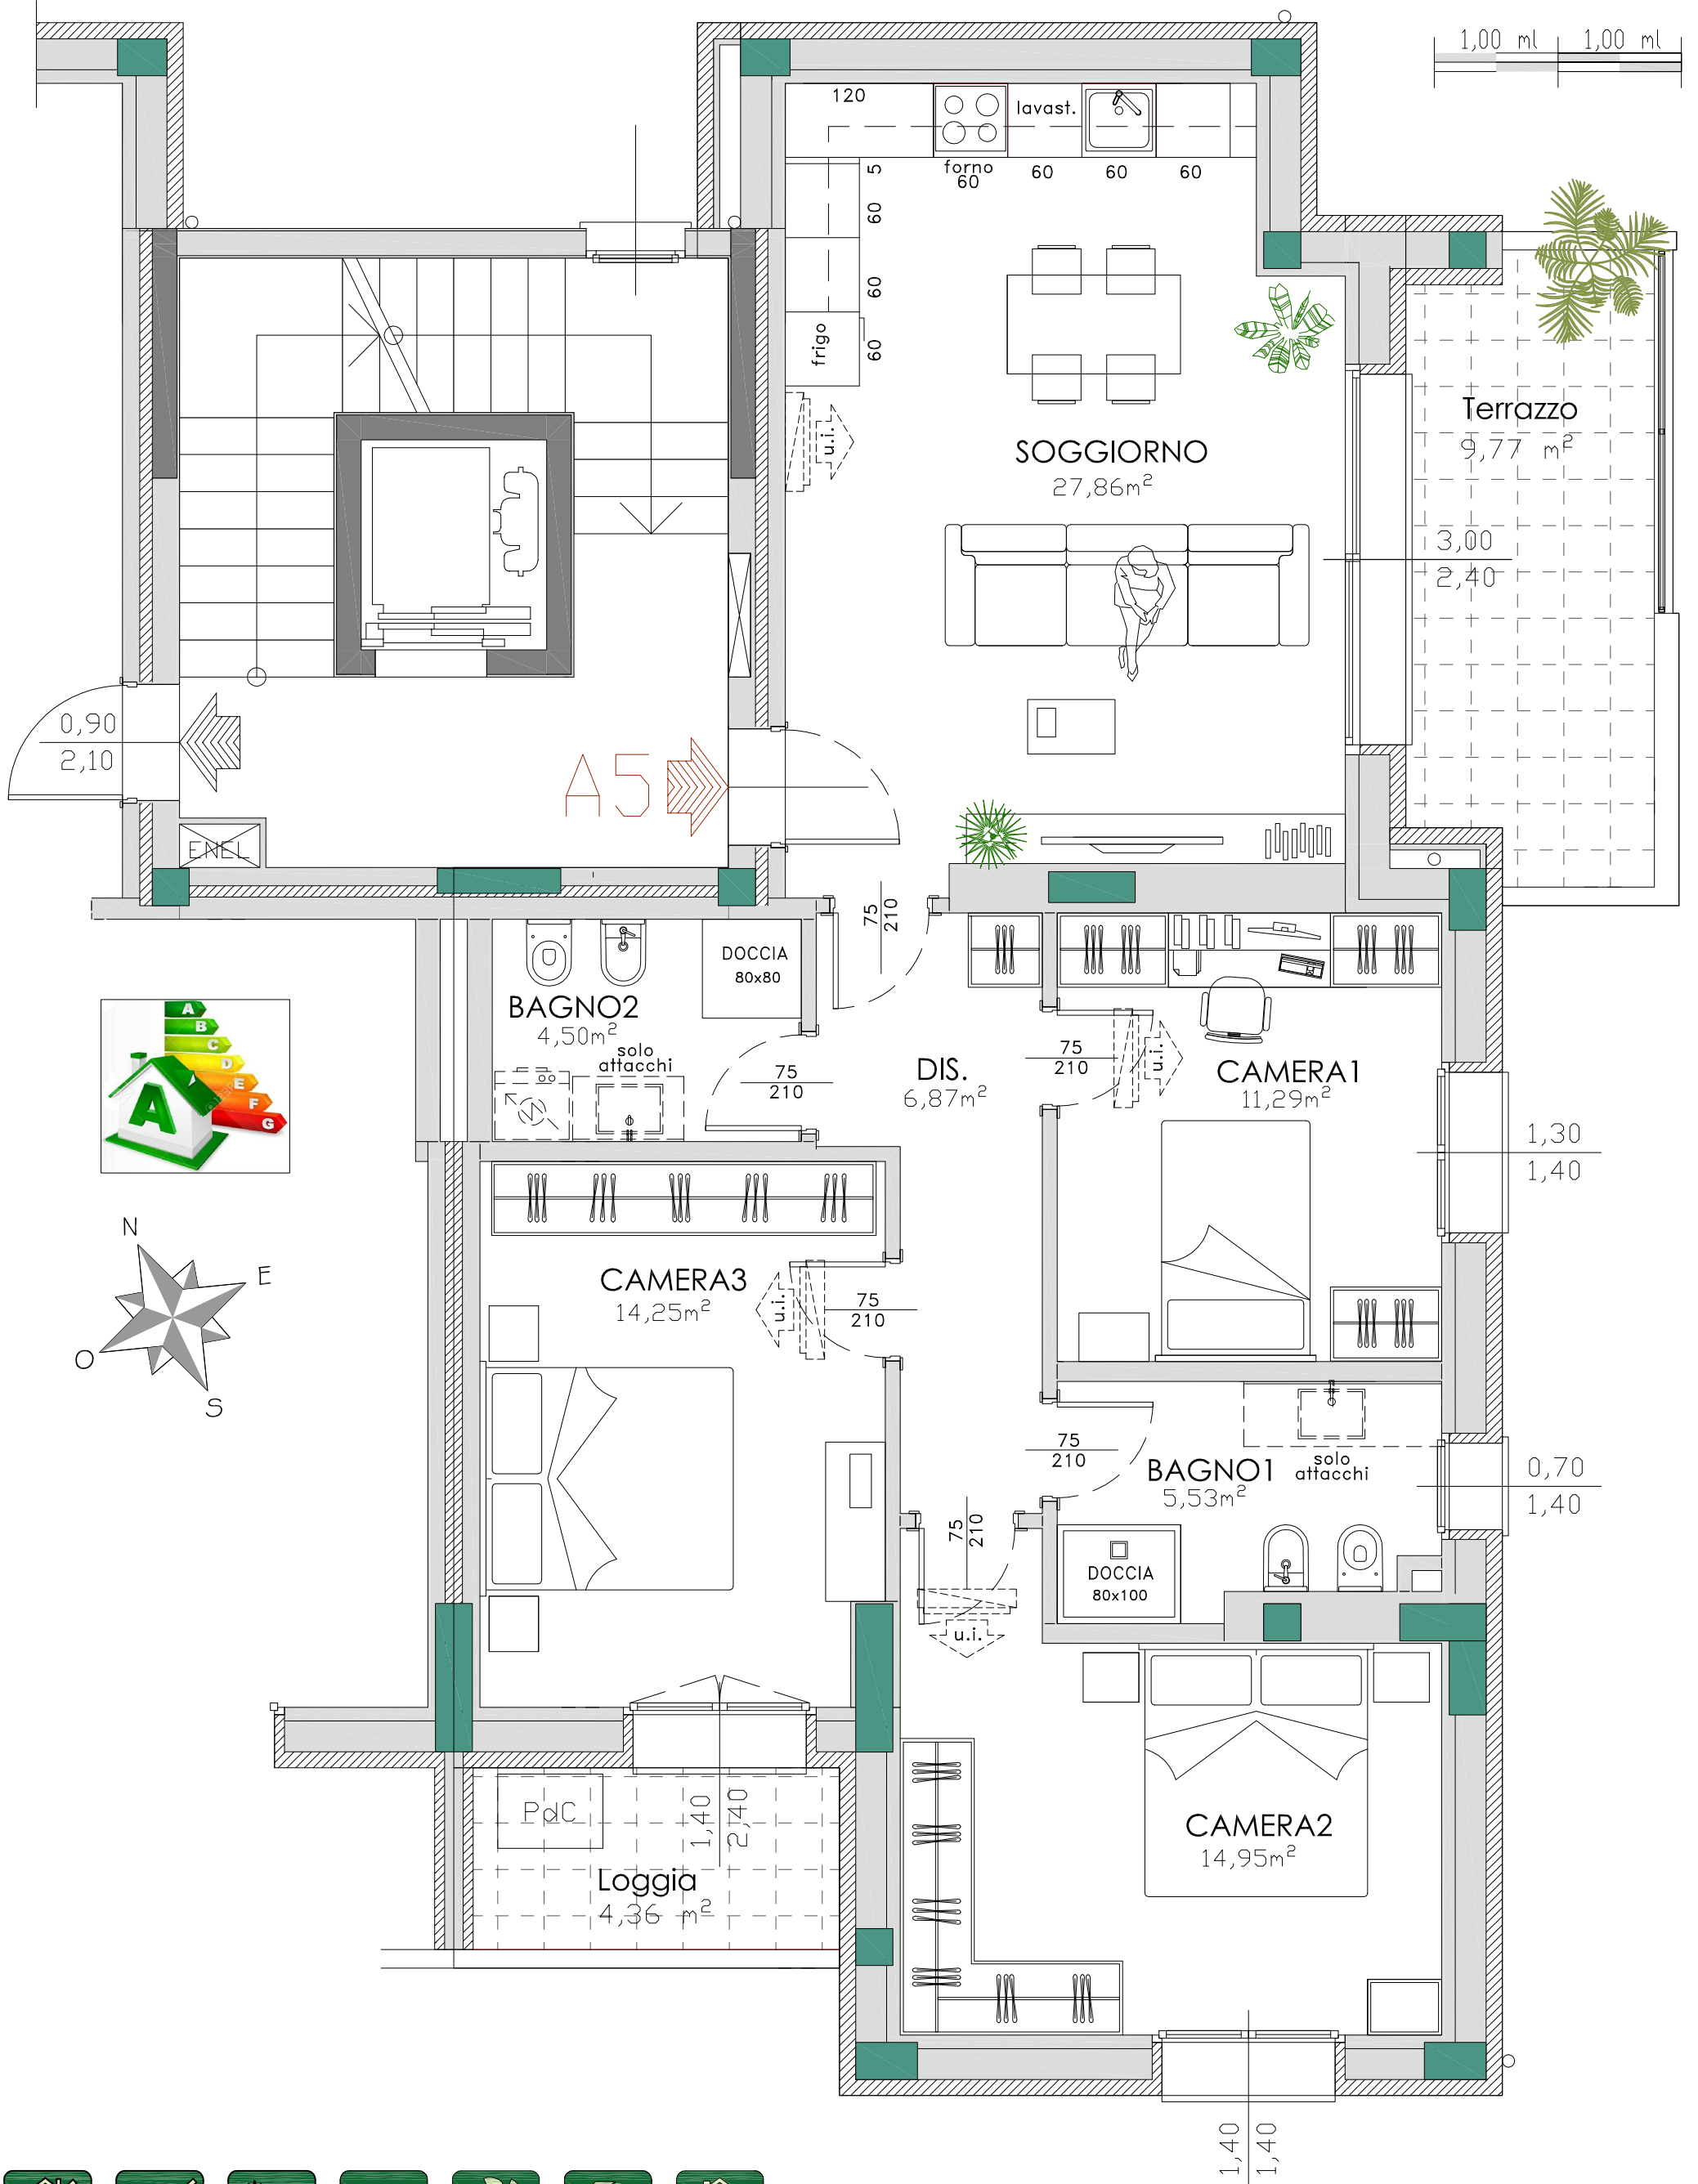 1,00 ml 1,00 ml
120
lavast.
forno
60
60
60
60
5
60
60
60
frigo
u.i.
SOGGIORNO
27,86m²
Terrazzo
9,77 m²
3,00
2,40
0,90
2,10
A5
ENEL
75
210
DOCCIA
80x80
BAGNO2
4,50m²
solo
attacchi
75
210
DIS.
6,87m²
75
210
u.i.
CAMERA1
11,29m²
1,30
1,40
A
B
C
D
E
F
G
A
N
E
O
S
CAMERA3
14,25m²
u.i.
75
210
75
210
BAGNO1
5,53m²
solo
attacchi
0,70
1,40
75
210
DOCCIA
80x100
u.i.
PdC
1,40
2,40
Loggia
4,36 m²
CAMERA2
14,95m²
1,40
1,40